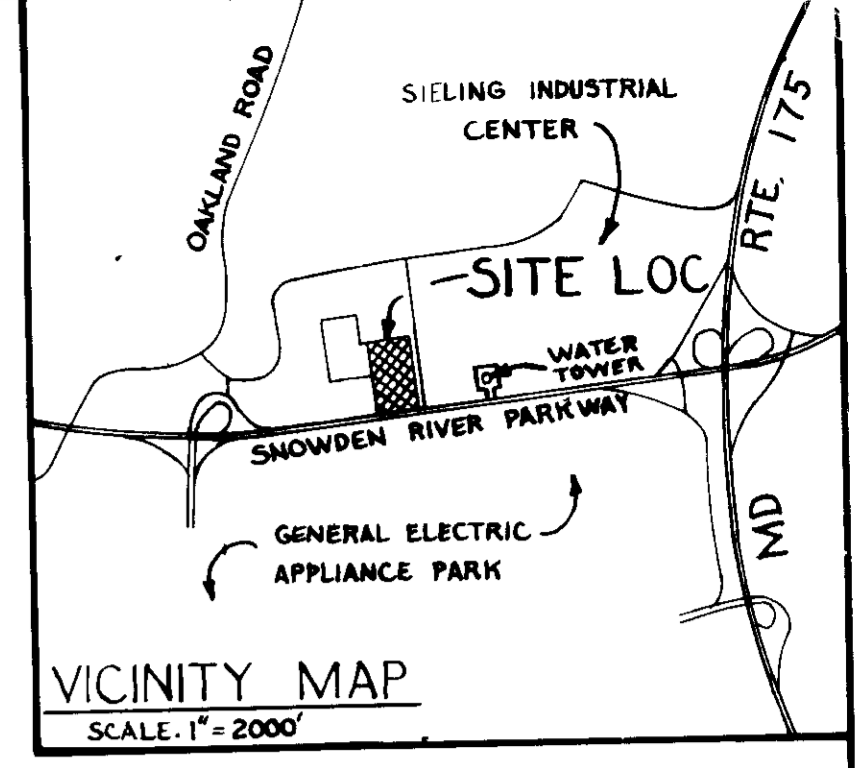 OAKLAND ROAD
SIELING INDUSTRIAL
CENTER
RTE. 175
SITE LOC
WATER
TOWER
SNOWDEN RIVER PARKWAY
GENERAL ELECTRIC
APPLIANCE PARK
MD
VICINITY MAP
SCALE. 1" = 2000'